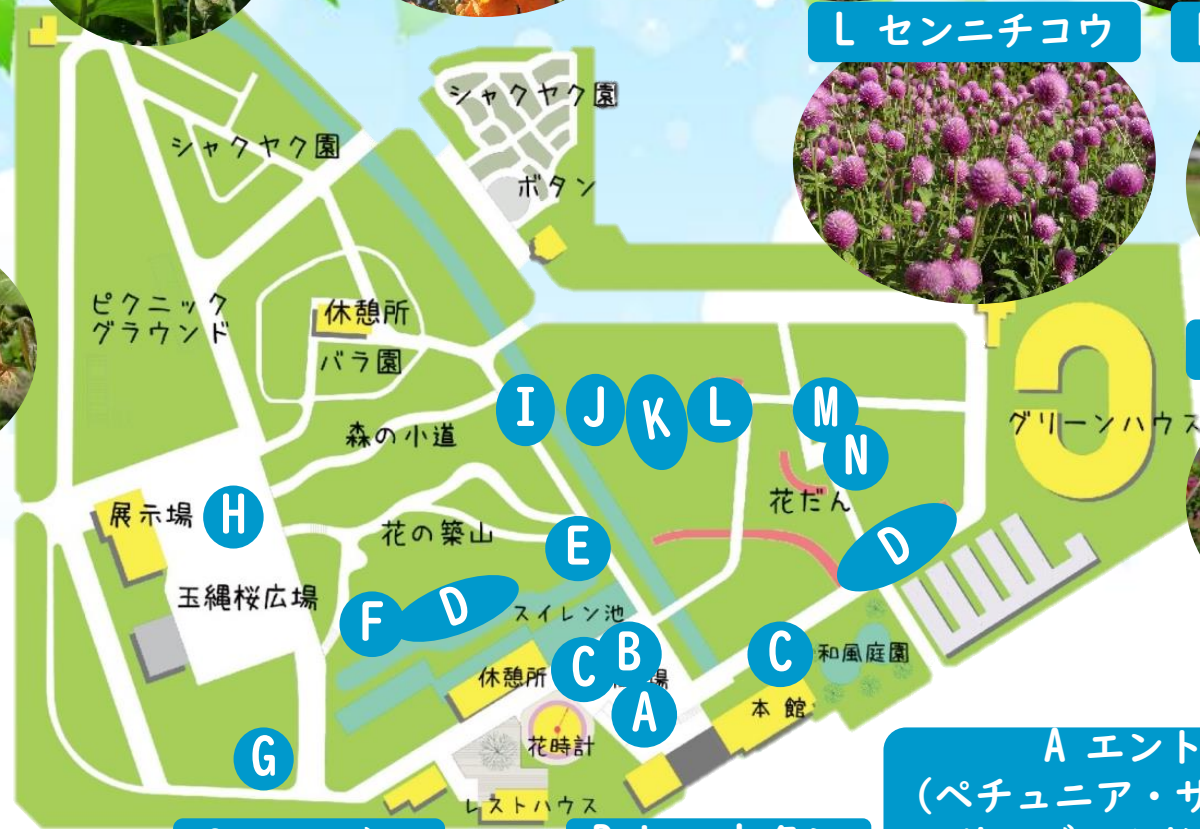 L センニチコウ
シャクヤク園
シャクヤク園
ボタン
ピクニック
グラウンド
休憩所
バラ園
I
J
K
L
M
N
グリーンハウス
森の小道
花だん
展示場
H
花の築山
E
D
玉縄桜広場
F
D
スイレン池
休憩所
C
B
場
A
C
和風庭園
本館
G
花時計
レストハウス
A エント
(ペチュニア・サ